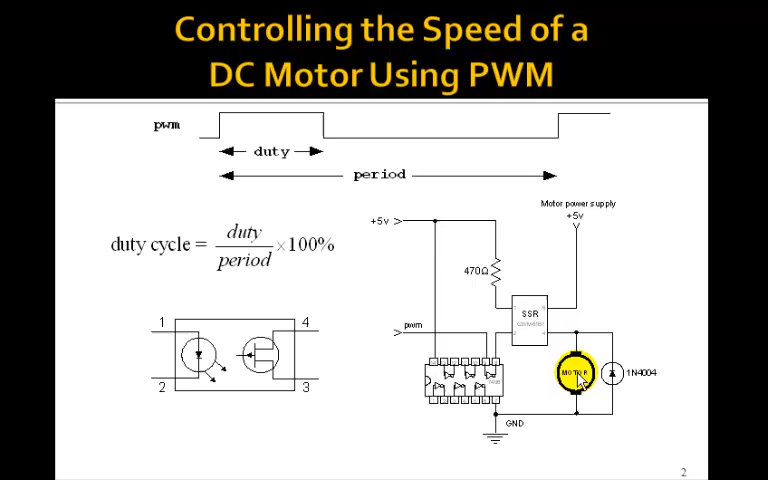 Controlling the Speed of a
DC Motor Using PWM
pwm
duty
period
duty cycle = duty / period ×100%
Motor power supply
+5v
+5v
470Ω
SSR
pwm
1 4
2 3
MOTOR
1N4004
GND
2